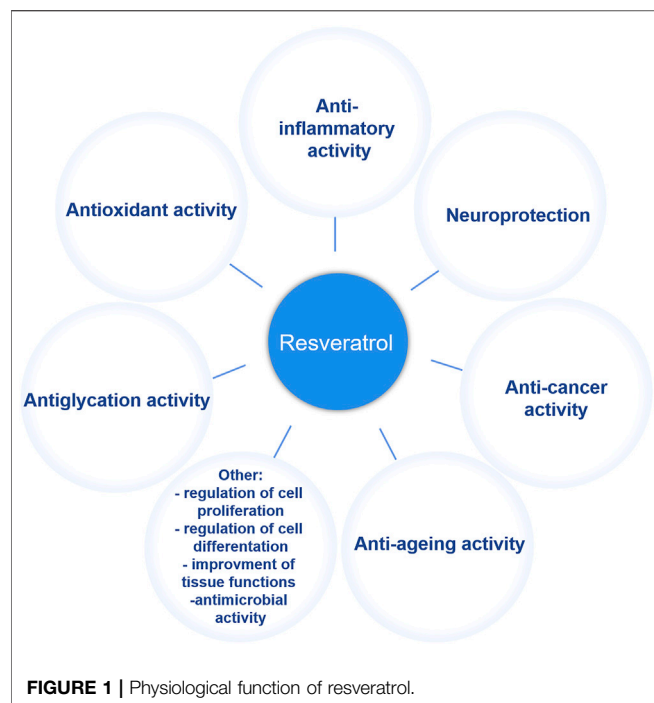 Anti-
inflammatory
activity
Neuroprotection
Antioxidant activity
Resveratrol
Anti-cancer
activity
Antiglycation activity
Anti-ageing activity
Other:
- regulation of cell
proliferation
- regulation of cell
differentation
- improvment of
tissue functions
-antimicrobial
activity
FIGURE 1 | Physiological function of resveratrol.